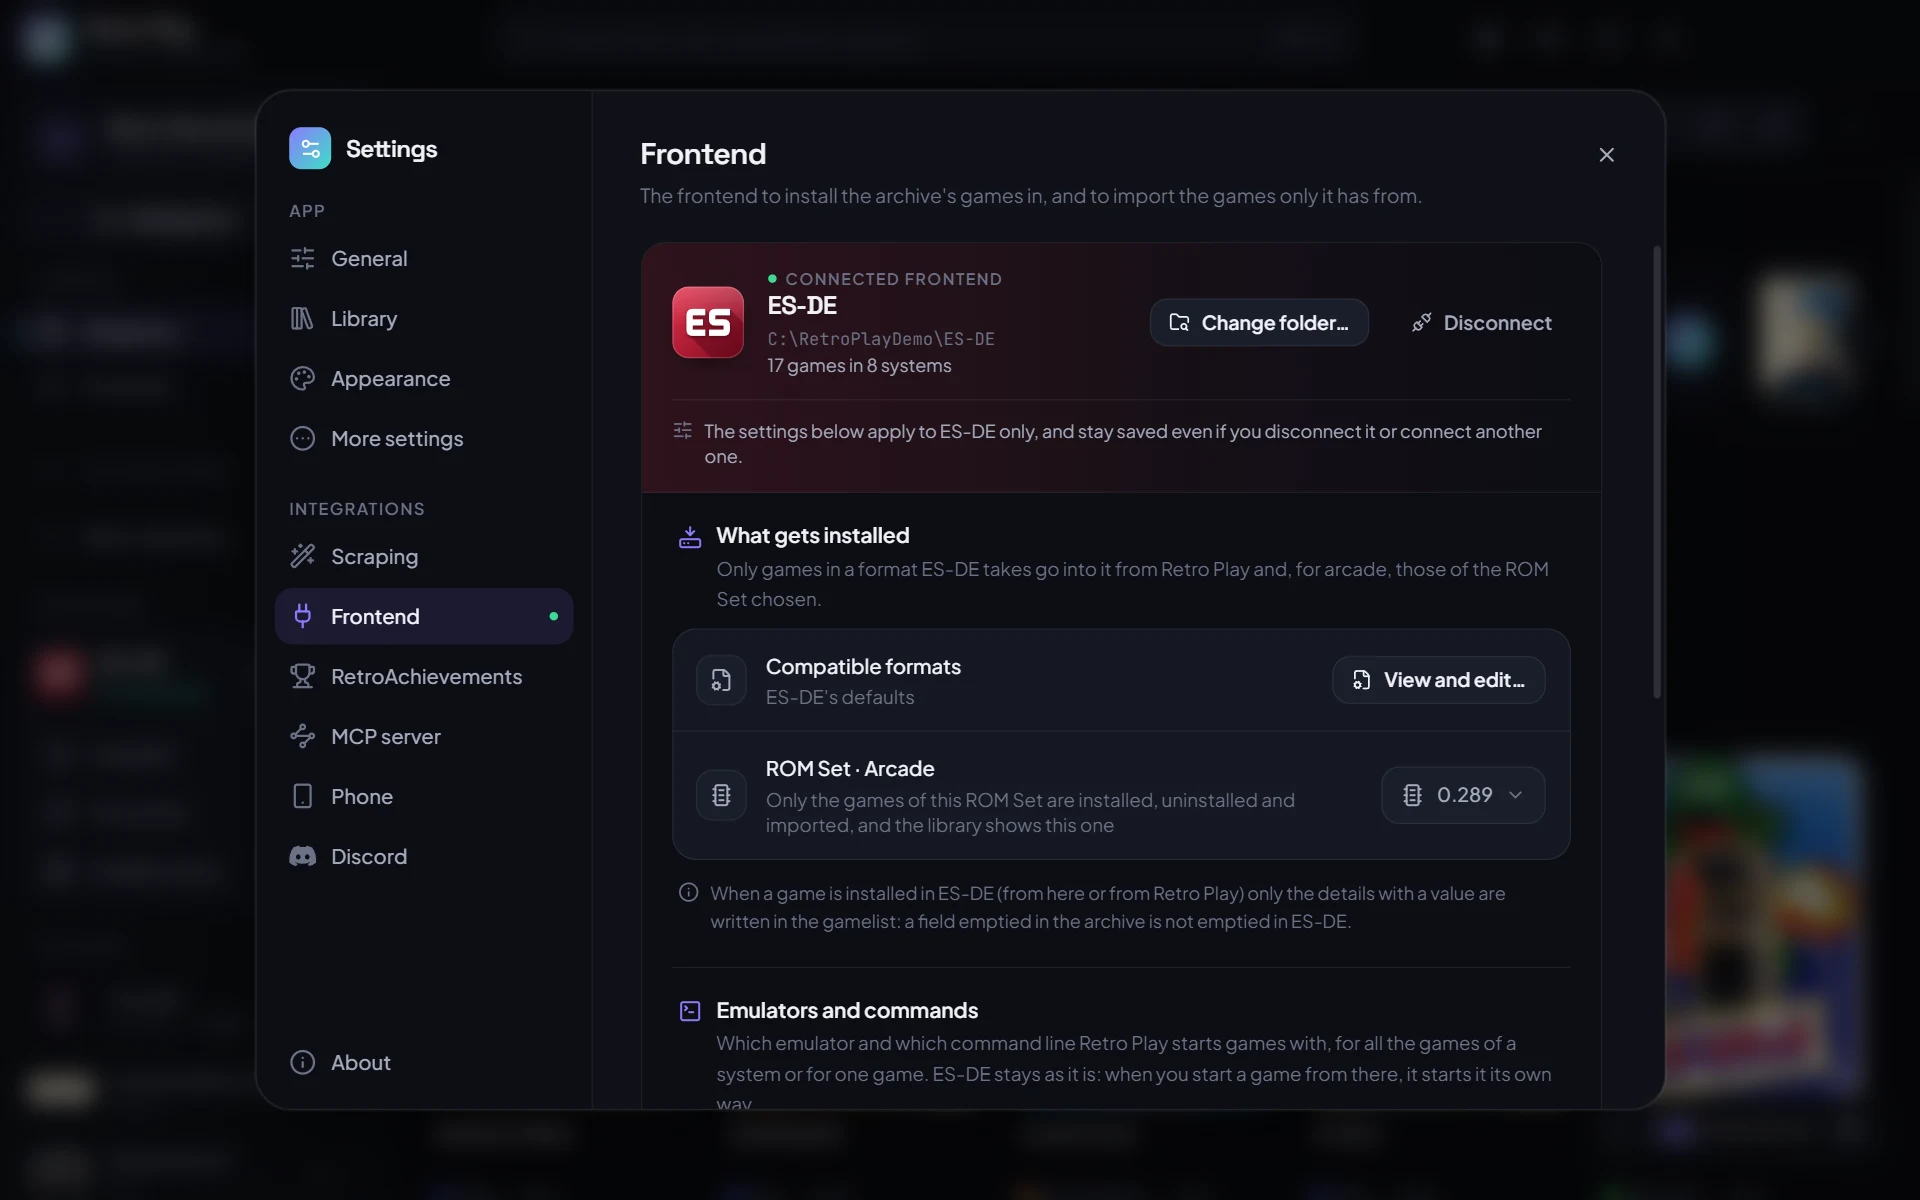 Settings
APP
General
Library
Appearance
More settings
INTEGRATIONS
Scraping
Frontend
RetroAchievements
MCP server
Phone
Discord
About
Frontend
The frontend to install the archive's games in, and to import the games only it has from.
ES
CONNECTED FRONTEND
ES-DE
C:\RetroPlayDemo\ES-DE
17 games in 8 systems
Change folder...
Disconnect
The settings below apply to ES-DE only, and stay saved even if you disconnect it or connect another
one.
What gets installed
Only games in a format ES-DE takes go into it from Retro Play and, for arcade, those of the ROM
Set chosen.
Compatible formats
ES-DE's defaults
View and edit...
ROM Set · Arcade
Only the games of this ROM Set are installed, uninstalled and
imported, and the library shows this one
0.289
When a game is installed in ES-DE (from here or from Retro Play) only the details with a value are
written in the gamelist: a field emptied in the archive is not emptied in ES-DE.
Emulators and commands
Which emulator and which command line Retro Play starts games with, for all the games of a
system or for one game. ES-DE stays as it is: when you start a game from there, it starts it its own
way.